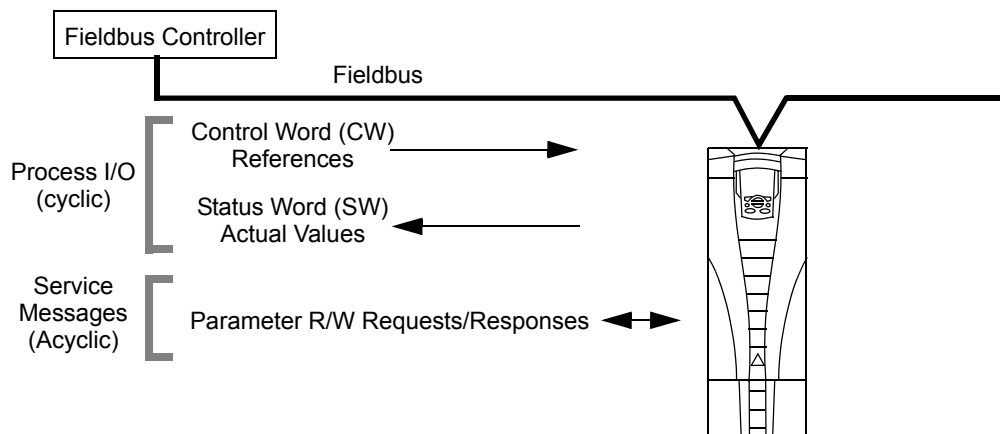 Fieldbus Controller
Fieldbus
Process I/O
(cyclic)
Control Word (CW)
References
Status Word (SW)
Actual Values
Service
Messages
(Acyclic)
Parameter R/W Requests/Responses